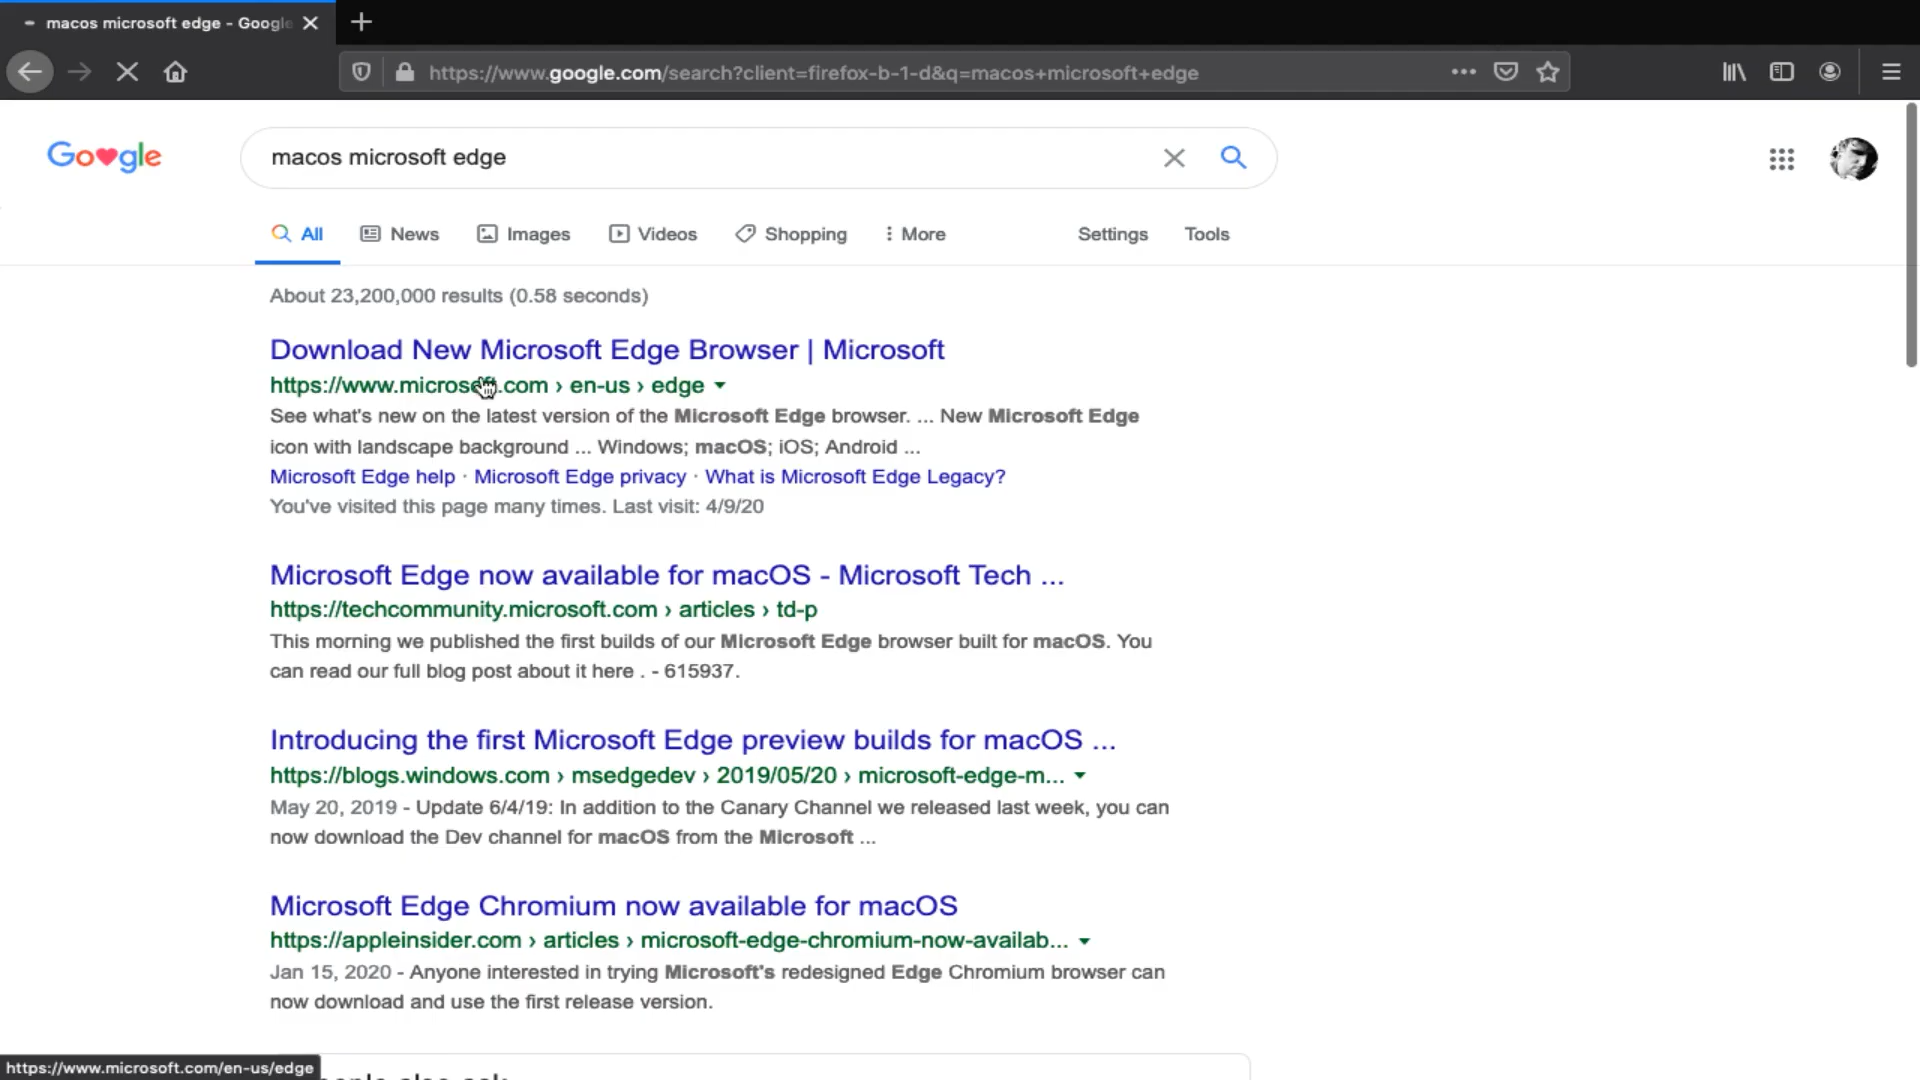 macos microsoft edge - Google
https://www.google.com/search?client=firefox-b-1-d&q=macos+microsoft+edge
Google
macos microsoft edge
All News Images Videos Shopping More Settings Tools
About 23,200,000 results (0.58 seconds)
Download New Microsoft Edge Browser | Microsoft
https://www.microsoft.com › en-us › edge
See what's new on the latest version of the Microsoft Edge browser. ... New Microsoft Edge
icon with landscape background ... Windows; macOS; iOS; Android ...
Microsoft Edge help · Microsoft Edge privacy · What is Microsoft Edge Legacy?
You've visited this page many times. Last visit: 4/9/20
Microsoft Edge now available for macOS - Microsoft Tech ...
https://techcommunity.microsoft.com › articles › td-p
This morning we published the first builds of our Microsoft Edge browser built for macOS. You
can read our full blog post about it here . - 615937.
Introducing the first Microsoft Edge preview builds for macOS ...
https://blogs.windows.com › msedgedev › 2019/05/20 › microsoft-edge-m...
May 20, 2019 - Update 6/4/19: In addition to the Canary Channel we released last week, you can
now download the Dev channel for macOS from the Microsoft ...
Microsoft Edge Chromium now available for macOS
https://appleinsider.com › articles › microsoft-edge-chromium-now-availab...
Jan 15, 2020 - Anyone interested in trying Microsoft's redesigned Edge Chromium browser can
now download and use the first release version.
https://www.microsoft.com/en-us/edge
also ask